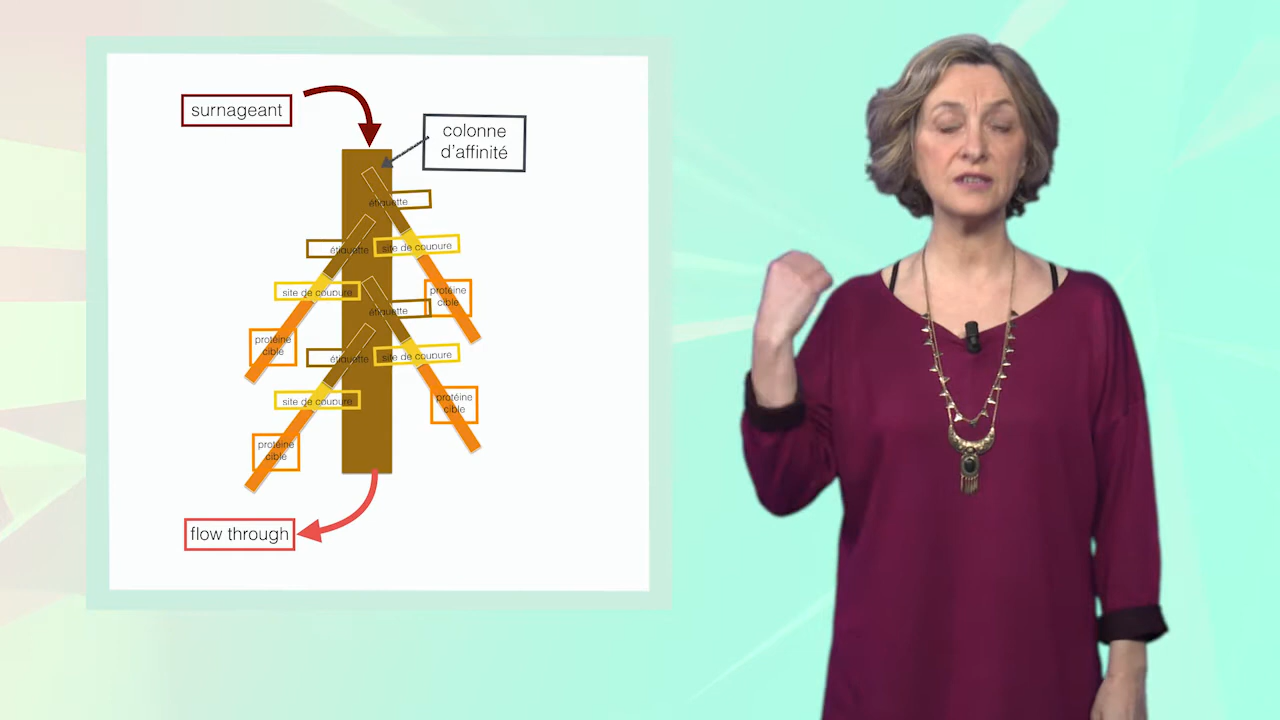 surnageant
colonne
d'affinité
étiquette
étiquette
site de coupure
site de coupure
protéine
cible
étiquette
protéine
cible
étiquette
site de coupure
site de coupure
protéine
cible
protéine
cible
flow through